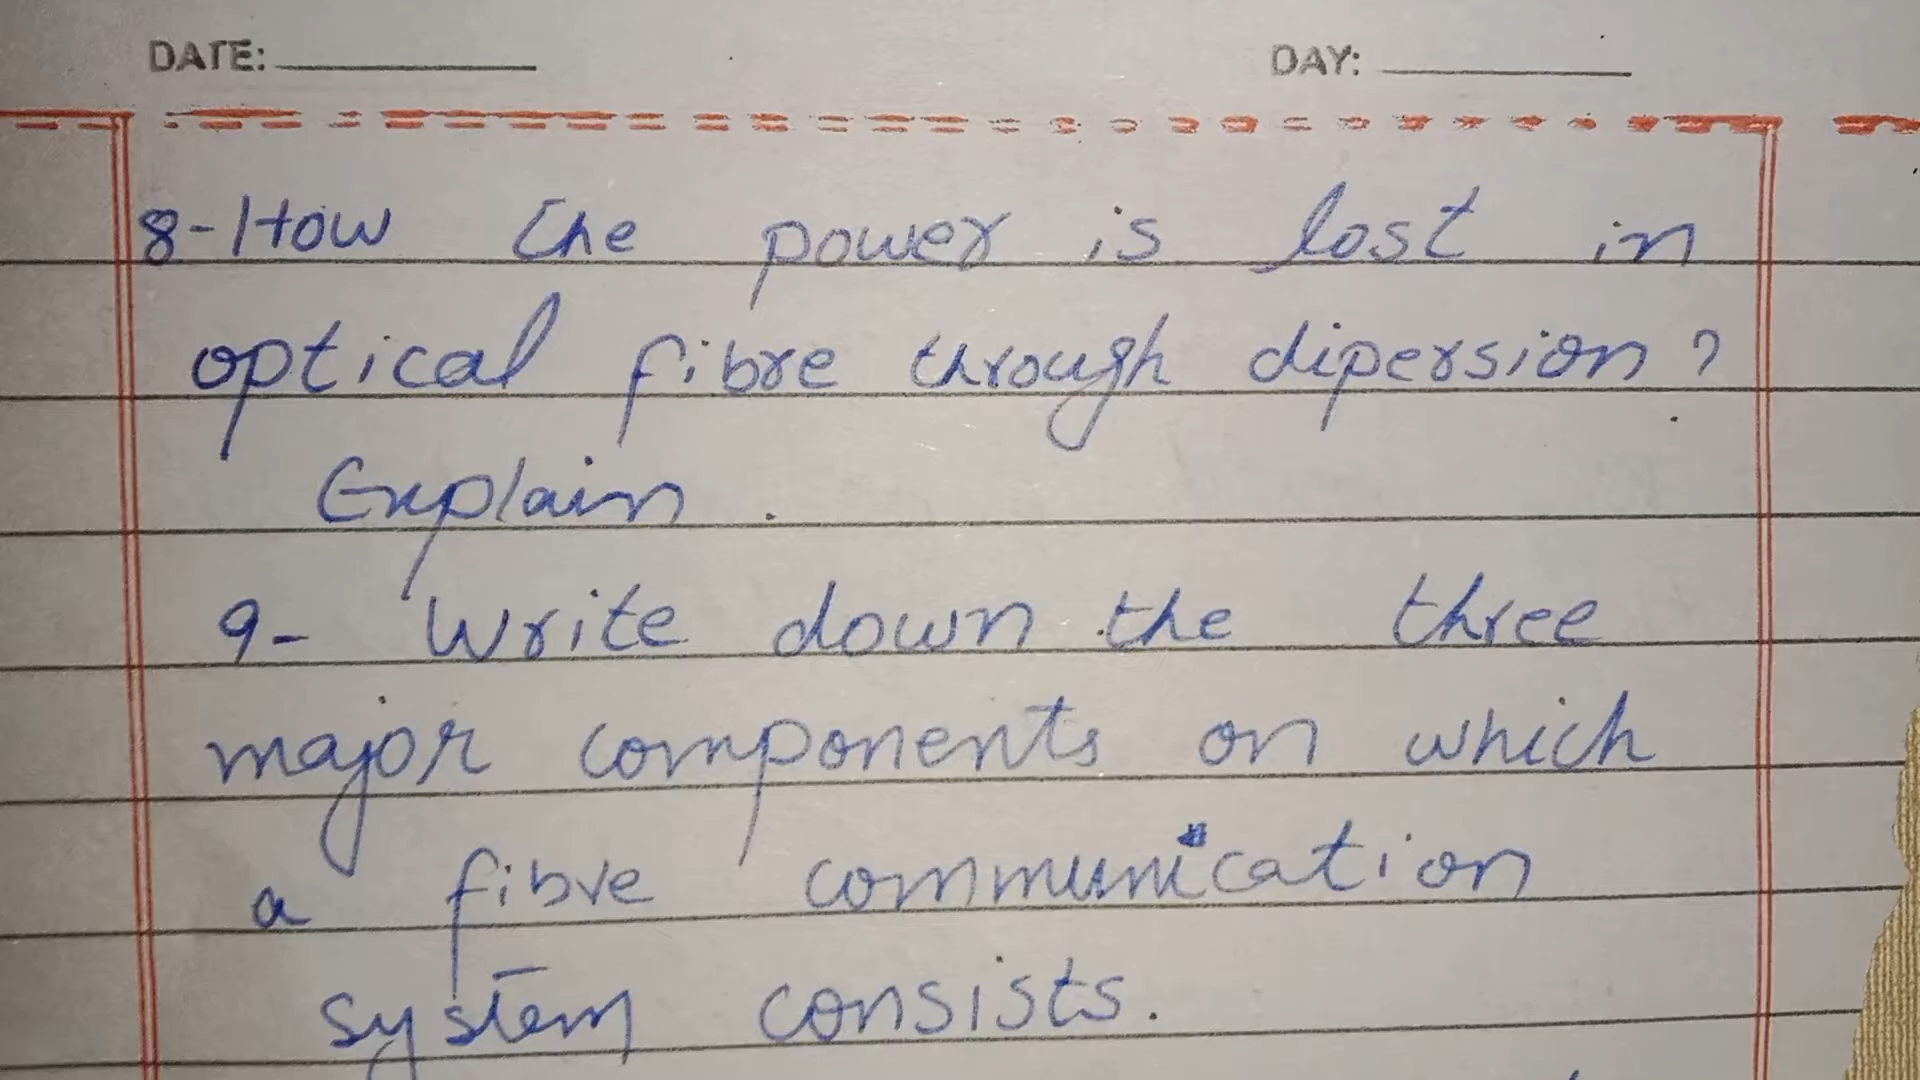 DATE: DAY:
8- How the power is lost in
optical fibre through dipersion?
Explain.
9- Write down the three
major components on which
a fibre communication
system consists.